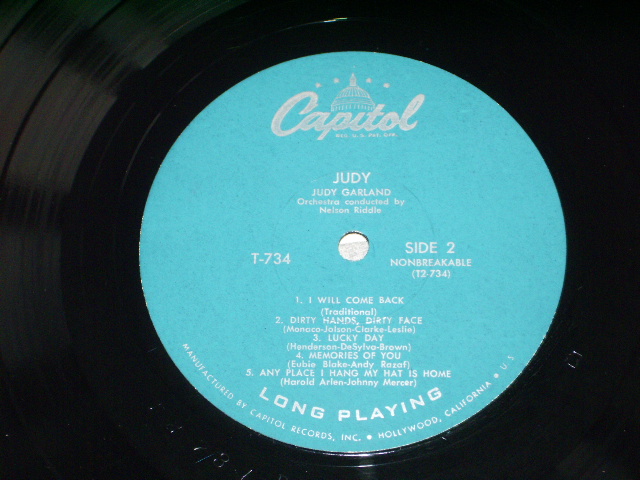 Capitol
REG. U.S. PAT. OFF.
JUDY
JUDY GARLAND
Orchestra conducted by
Nelson Riddle
T-734
SIDE 2
NONBREAKABLE
(T2-734)
1. I WILL COME BACK
(Traditional)
2. DIRTY HANDS, DIRTY FACE
(Monaco-Jolson-Clarke-Leslie)
3. LUCKY DAY
(Henderson-DeSylva-Brown)
4. MEMORIES OF YOU
(Eubie Blake-Andy Razaf)
5. ANY PLACE I HANG MY HAT IS HOME
(Harold Arlen-Johnny Mercer)
LONG PLAYING
MANUFACTURED BY CAPITOL RECORDS, INC. • HOLLYWOOD, CALIFORNIA • U.S.